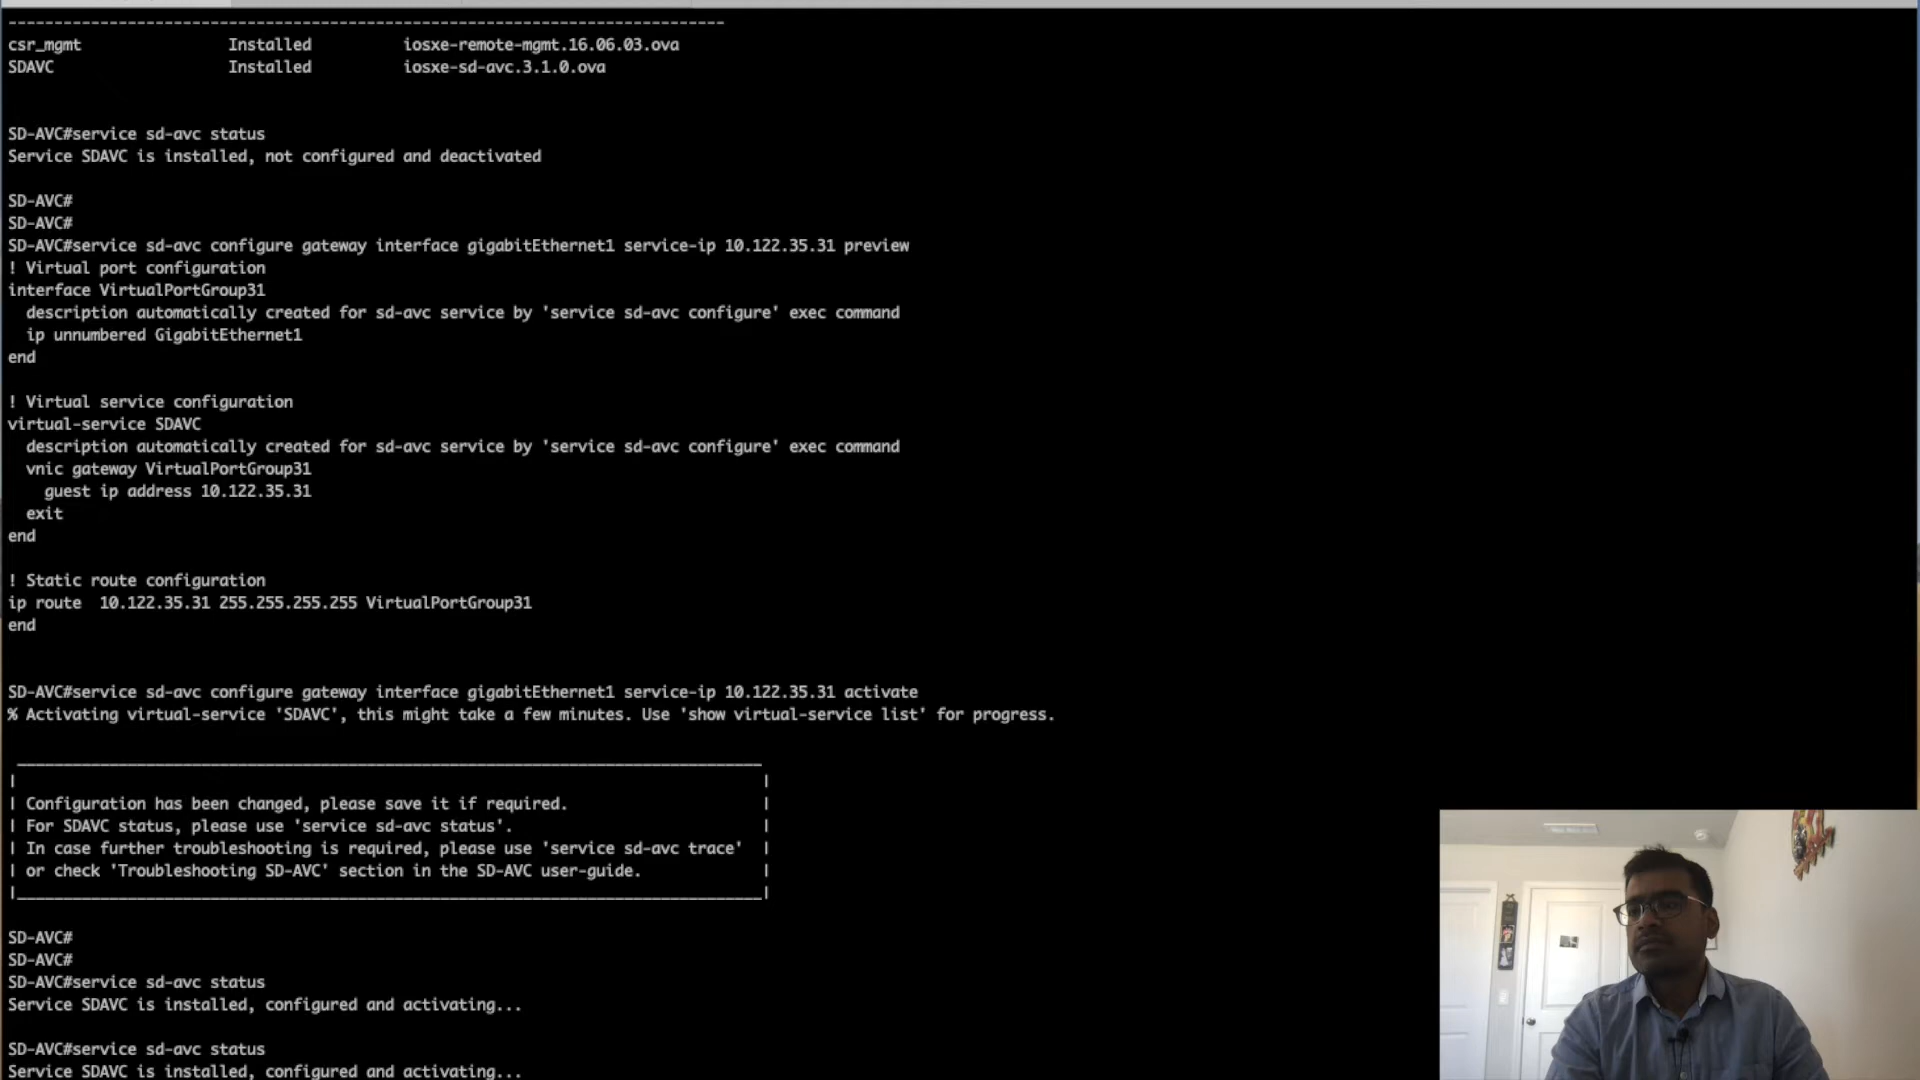 csr_mgmt Installed iosxe-remote-mgmt.16.06.03.ova
SDAVC Installed iosxe-sd-avc.3.1.0.ova
SD-AVC#service sd-avc status
Service SDAVC is installed, not configured and deactivated
SD-AVC#
SD-AVC#
SD-AVC#service sd-avc configure gateway interface gigabitEthernet1 service-ip 10.122.35.31 preview
! Virtual port configuration
interface VirtualPortGroup31
description automatically created for sd-avc service by 'service sd-avc configure' exec command
ip unnumbered GigabitEthernet1
end
! Virtual service configuration
virtual-service SDAVC
description automatically created for sd-avc service by 'service sd-avc configure' exec command
vnic gateway VirtualPortGroup31
guest ip address 10.122.35.31
exit
end
! Static route configuration
ip route  10.122.35.31 255.255.255.255 VirtualPortGroup31
end
SD-AVC#service sd-avc configure gateway interface gigabitEthernet1 service-ip 10.122.35.31 activate
% Activating virtual-service 'SDAVC', this might take a few minutes. Use 'show virtual-service list' for progress.
| Configuration has been changed, please save it if required. |
| For SDAVC status, please use 'service sd-avc status'. |
| In case further troubleshooting is required, please use 'service sd-avc trace' |
| or check 'Troubleshooting SD-AVC' section in the SD-AVC user-guide. |
SD-AVC#
SD-AVC#
SD-AVC#service sd-avc status
Service SDAVC is installed, configured and activating...
SD-AVC#service sd-avc status
Service SDAVC is installed, configured and activating...